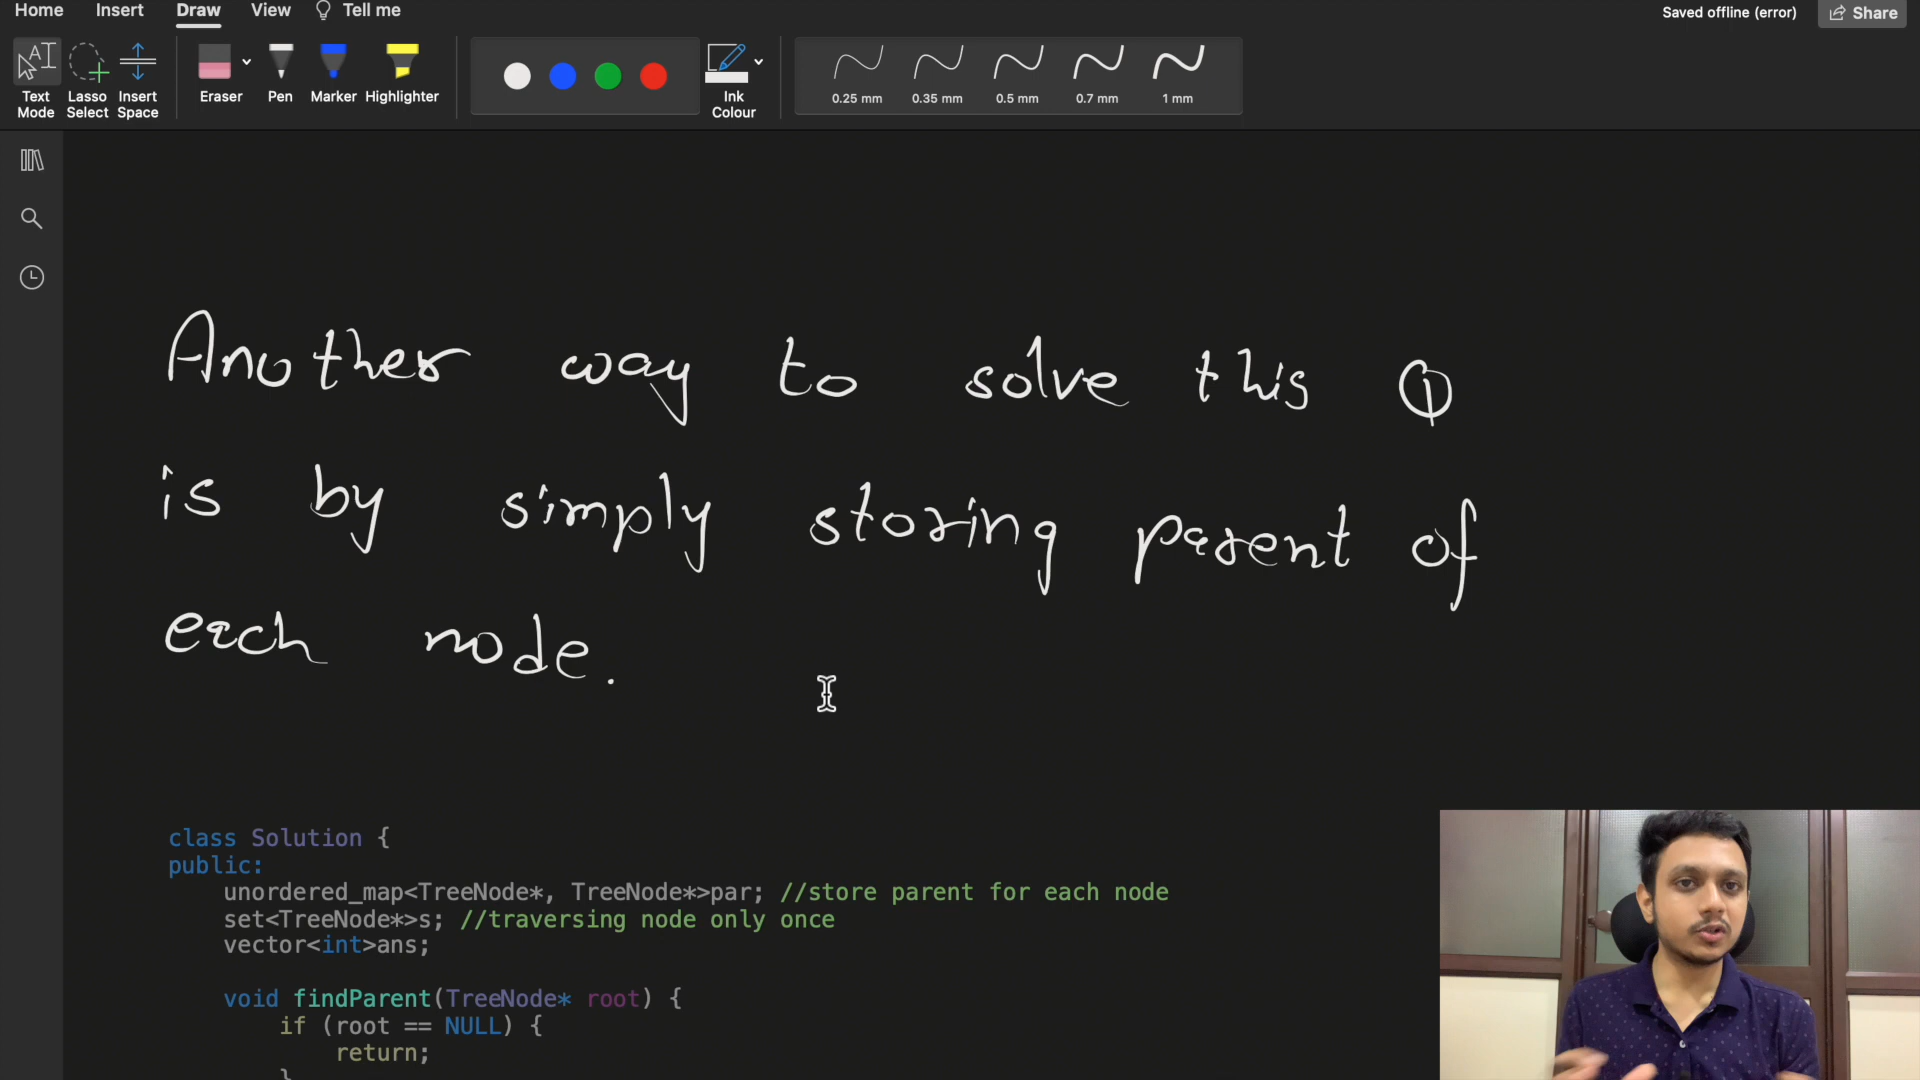 Home Insert Draw View Tell me
Saved offline (error) Share
Text Mode
Lasso Select
Insert Space
Eraser
Pen
Marker
Highlighter
Ink Colour
0.25 mm
0.35 mm
0.5 mm
0.7 mm
1 mm
Another way to solve this Q
is by simply storing parent of
each node.
class Solution {
public:
    unordered_map<TreeNode*, TreeNode*>par; //store parent for each node
    set<TreeNode*>s; //traversing node only once
    vector<int>ans;
    void findParent(TreeNode* root) {
        if (root == NULL) {
            return;
        }